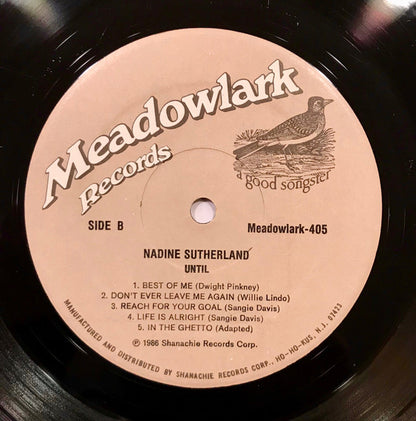 Meadowlark
Records
a good songster
SIDE B
Meadowlark-405
NADINE SUTHERLAND
UNTIL
1. BEST OF ME (Dwight Pinkney)
2. DON'T EVER LEAVE ME AGAIN (Willie Lindo)
3. REACH FOR YOUR GOAL (Sangie Davis)
4. LIFE IS ALRIGHT (Sangie Davis)
5. IN THE GHETTO (Adapted)
© 1986 Shanachie Records Corp.
MANUFACTURED AND DISTRIBUTED BY SHANACHIE RECORDS CORP., HO-HO-KUS, N.J. 07423